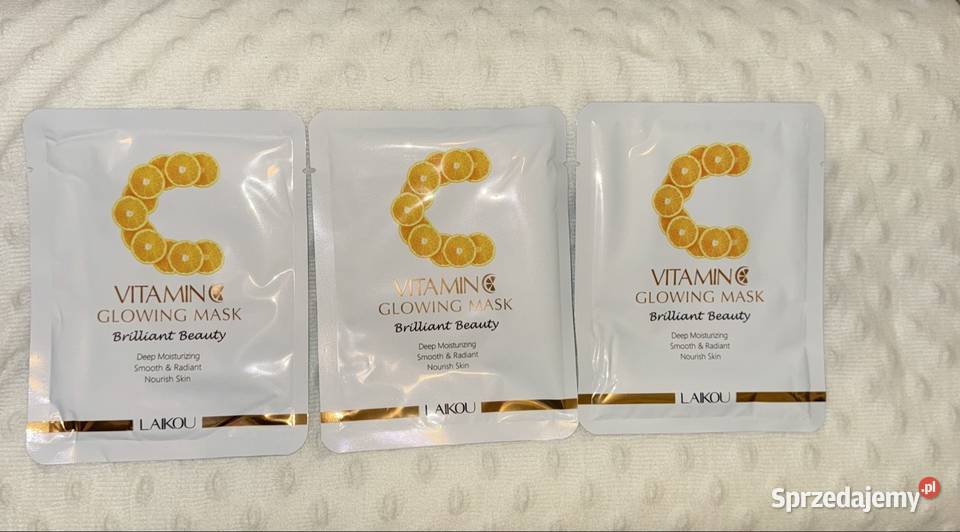 VITAMIN C
GLOWING MASK
Brilliant Beauty
Deep Moisturizing
Smooth & Radiant
Nourish Skin
LAIKOU
VITAMIN C
GLOWING MASK
Brilliant Beauty
Deep Moisturizing
Smooth & Radiant
Nourish Skin
LAIKOU
VITAMIN C
GLOWING MASK
Brilliant Beauty
Deep Moisturizing
Smooth & Radiant
Nourish Skin
LAIKOU
Sprzedajemy.pl